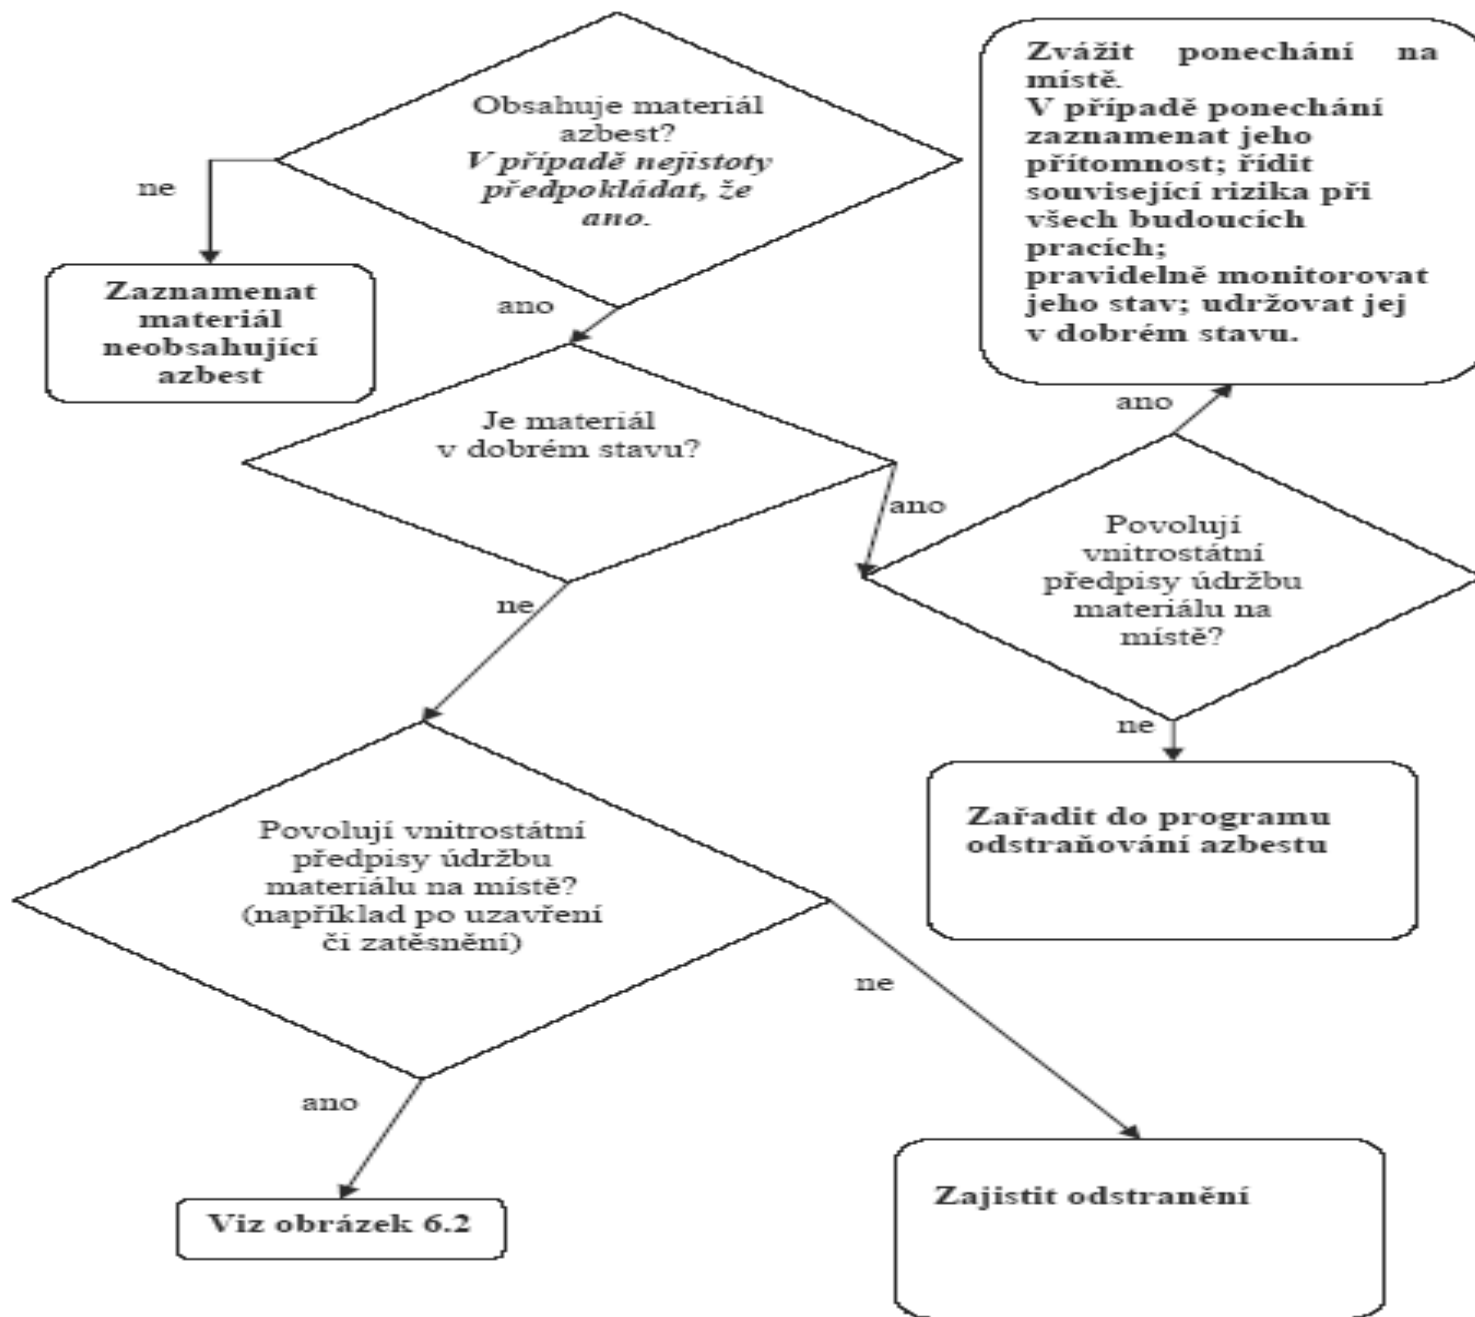 Obsahuje materiál
azbest?
V případě nejistoty
předpokládat, že
ano.
ne
Zaznamenat
materiál
neobsahující
azbest
ano
Zvážit ponechání na
místě.
V případě ponechání
zaznamenat jeho
přítomnost; řídit
související rizika při
všech budoucích
pracích;
pravidelně monitorovat
jeho stav; udržovat jej
v dobrém stavu.
Je materiál
v dobrém stavu?
ano
ano
Povolují
vnitrostátní
předpisy údržbu
materiálu na
místě?
ne
ne
Zařadit do programu
odstraňování azbestu
Povolují vnitrostátní
předpisy údržbu
materiálu na místě?
(například po uzavření
či zatěsnění)
ne
ano
Zajistit odstranění
Viz obrázek 6.2